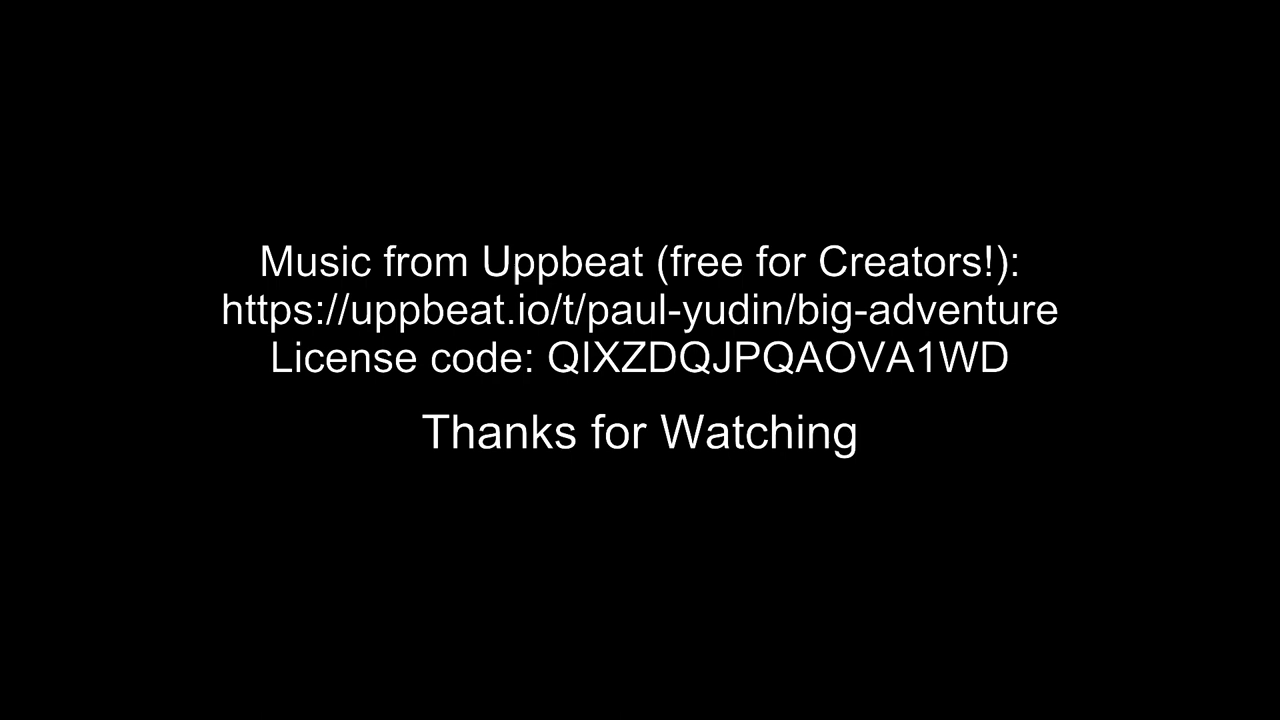 Music from Uppbeat (free for Creators!):
https://uppbeat.io/t/paul-yudin/big-adventure
License code: QIXZDQJPQAOVA1WD
Thanks for Watching